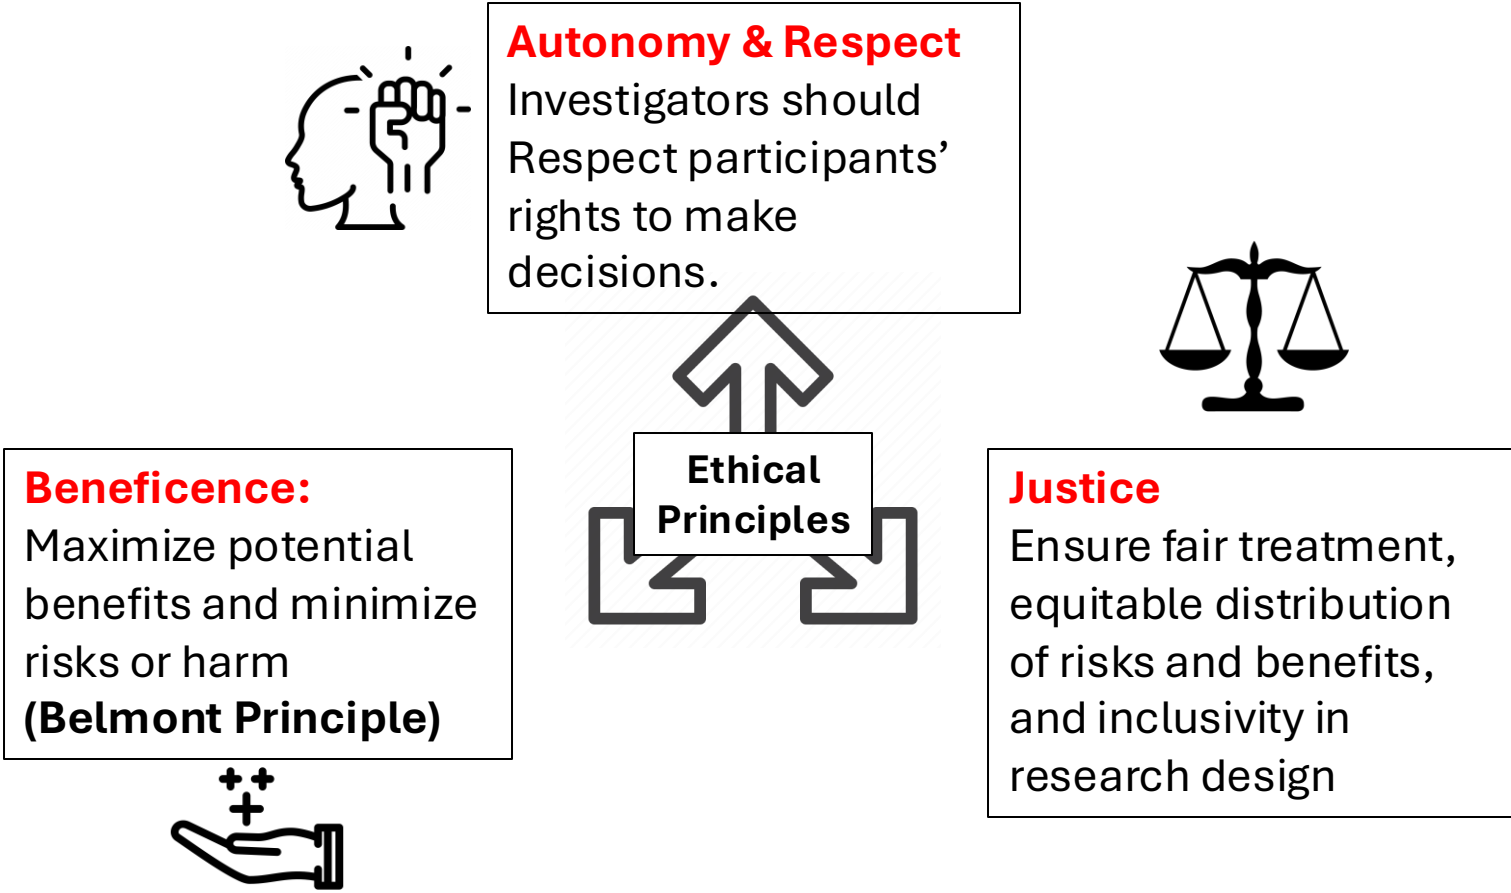 Autonomy & Respect
Investigators should
Respect participants’
rights to make
decisions.
Ethical
Principles
Beneficence:
Maximize potential
benefits and minimize
risks or harm
(Belmont Principle)
Justice
Ensure fair treatment,
equitable distribution
of risks and benefits,
and inclusivity in
research design